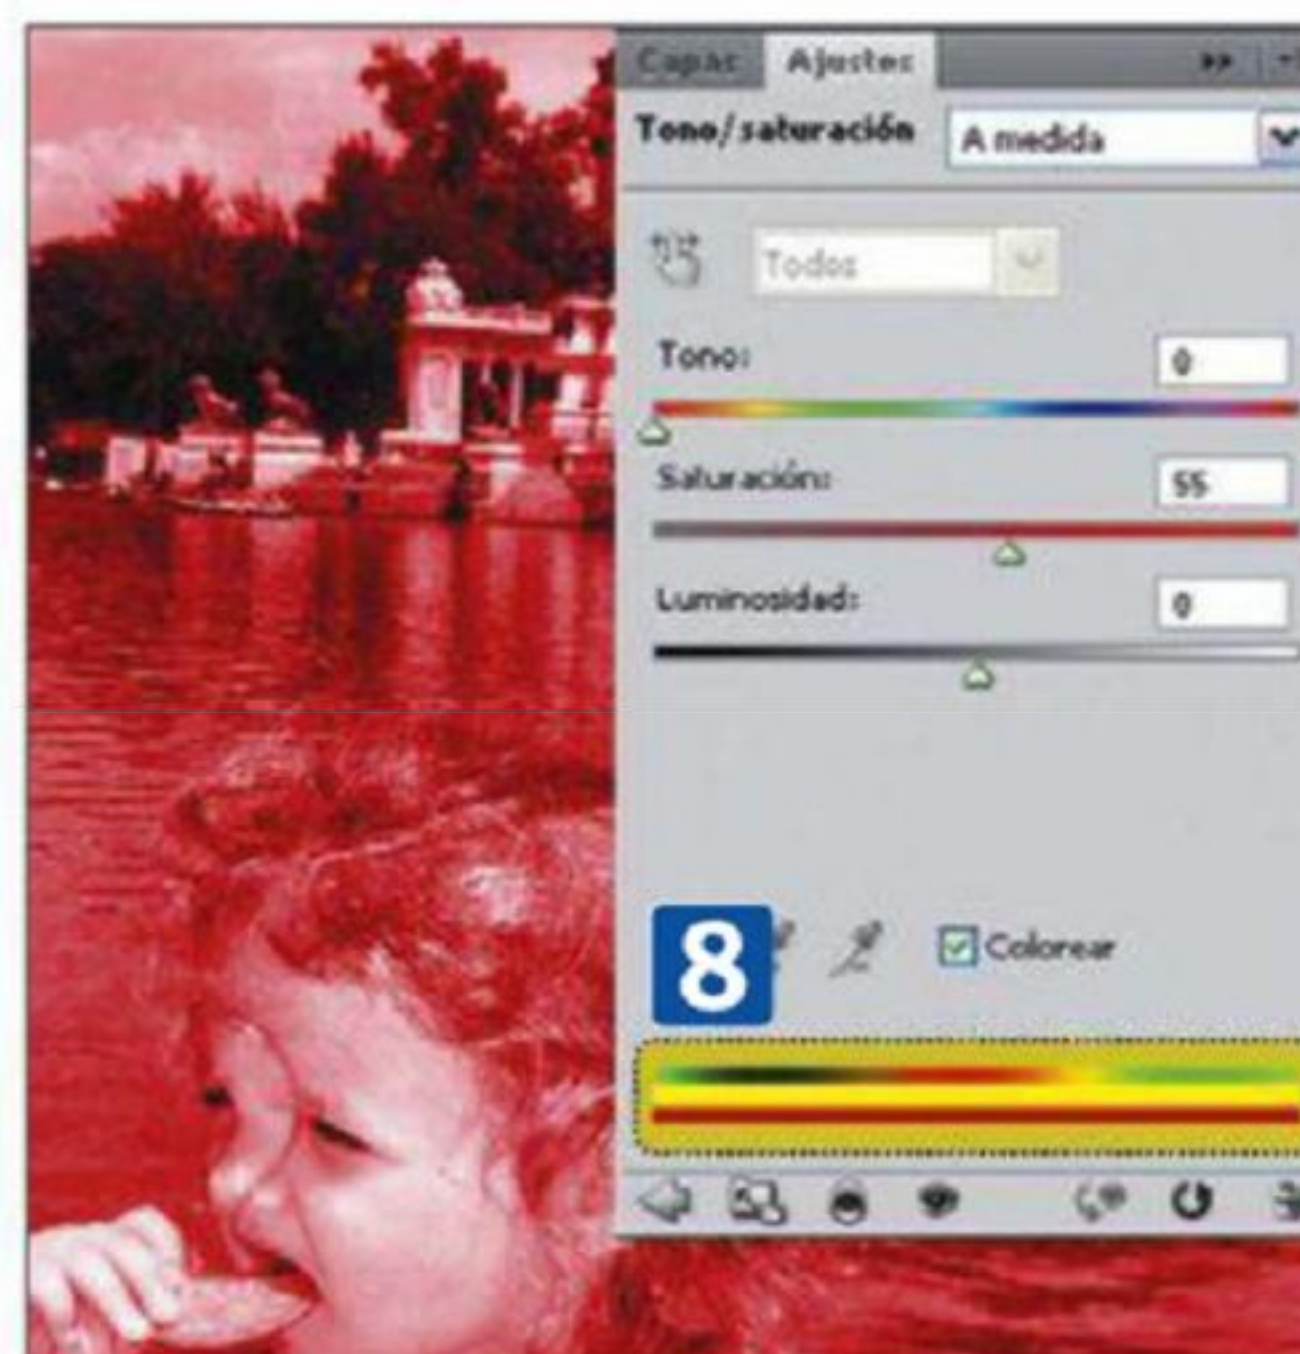 Capas Ajustes
Tono/saturación A medida
Todos
Tono: 0
Saturación: 55
Luminosidad: 0
8 Colorear